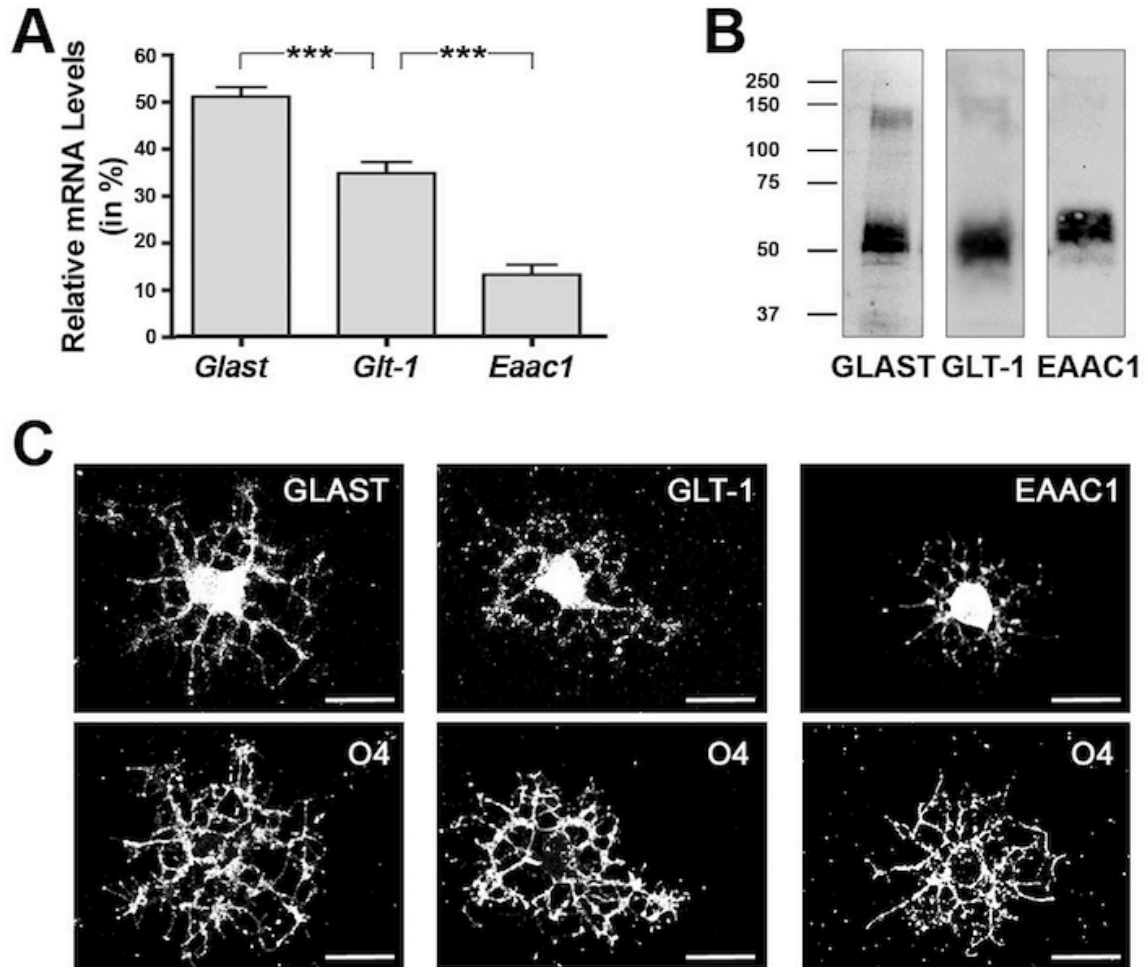 A
Relative mRNA Levels
(in %)
60
50
40
30
20
10
0
***
***
Glast
Glt-1
Eaac1
B
250
150
100
75
50
37
GLAST
GLT-1
EAAC1
C
GLAST
GLT-1
EAAC1
O4
O4
O4